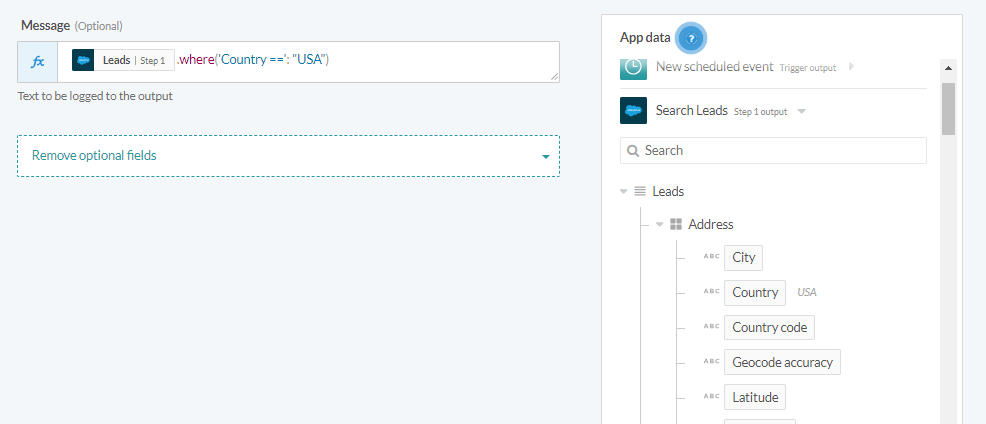 Message (Optional)
fx Leads | Step 1 .where('Country ==': "USA")
Text to be logged to the output
Remove optional fields
App data ?
New scheduled event Trigger output
Search Leads Step 1 output
Search
Leads
Address
ABC City
ABC Country USA
ABC Country code
ABC Geocode accuracy
ABC Latitude